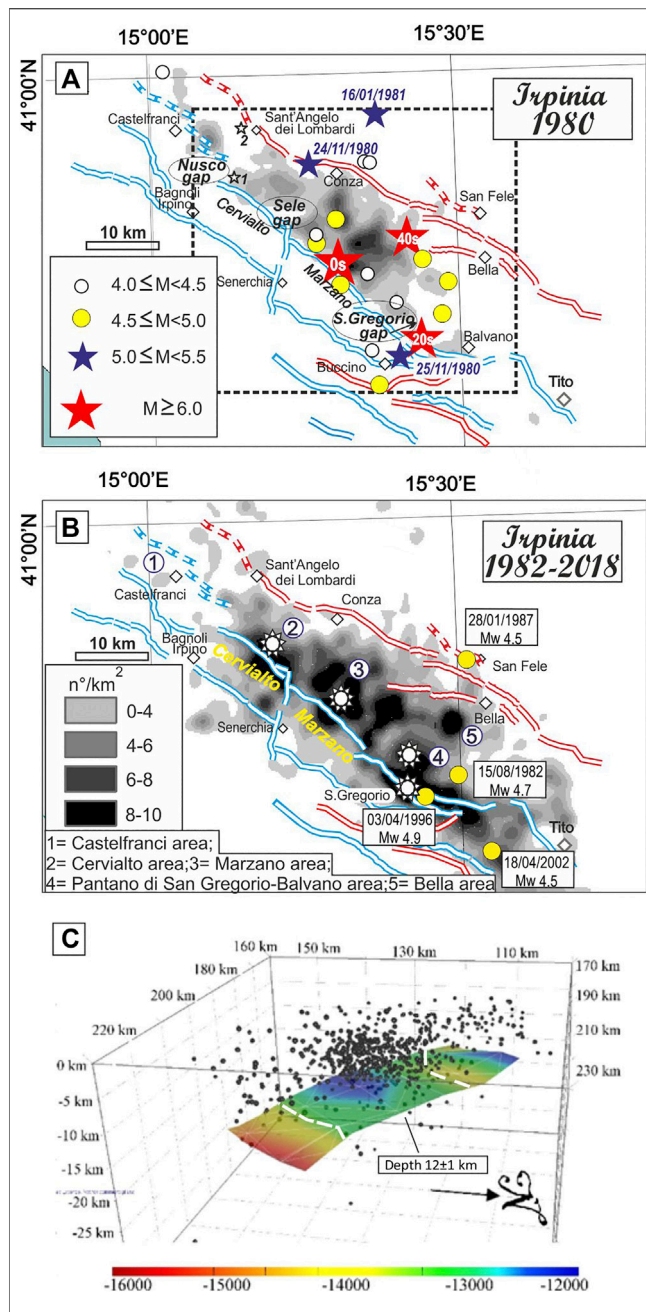 15°00'E
15°30'E
41°00'N
A
16/01/1981
Irpinia
1980
Castelfranci
2
Sant'Angelo
dei Lombardi
24/11/1980
Nusco
gap
1
Conza
Bagnoli
Irpino
Cervialto
Sele
gap
San Fele
10 km
40s
0s
Bella
Senerchia
Marzano
4.0≤M<4.5
4.5≤M<5.0
5.0≤M<5.5
M≥6.0
S.Gregorio
gap
20s
Balvano
Buccino
25/11/1980
Tito
15°00'E
15°30'E
41°00'N
B
Irpinia
1982-2018
1
Castelfranci
Sant'Angelo
dei Lombardi
Conza
28/01/1987
Mw 4.5
10 km
Bagnoli
Irpino
2
San Fele
n°/km²
Cervialto
3
Bella
0-4
4-6
6-8
8-10
Senerchia
Marzano
5
4
15/08/1982
Mw 4.7
S.Gregorio
03/04/1996
Mw 4.9
Tito
18/04/2002
Mw 4.5
1= Castelfranci area;
2= Cervialto area;3= Marzano area;
4= Pantano di San Gregorio-Balvano area;5= Bella area
C
160 km 150 km 130 km 110 km
180 km
200 km
220 km
170 km
190 km
210 km
230 km
0 km
-5 km
-10 km
-15 km
-20 km
-25 km
Depth 12±1 km
N
-16000 -15000 -14000 -13000 -12000